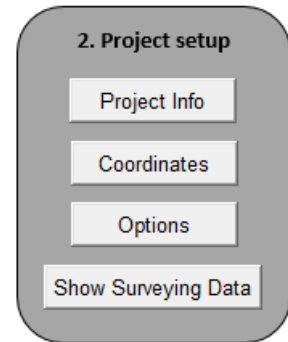 2. Project setup
Project Info
Coordinates
Options
Show Surveying Data